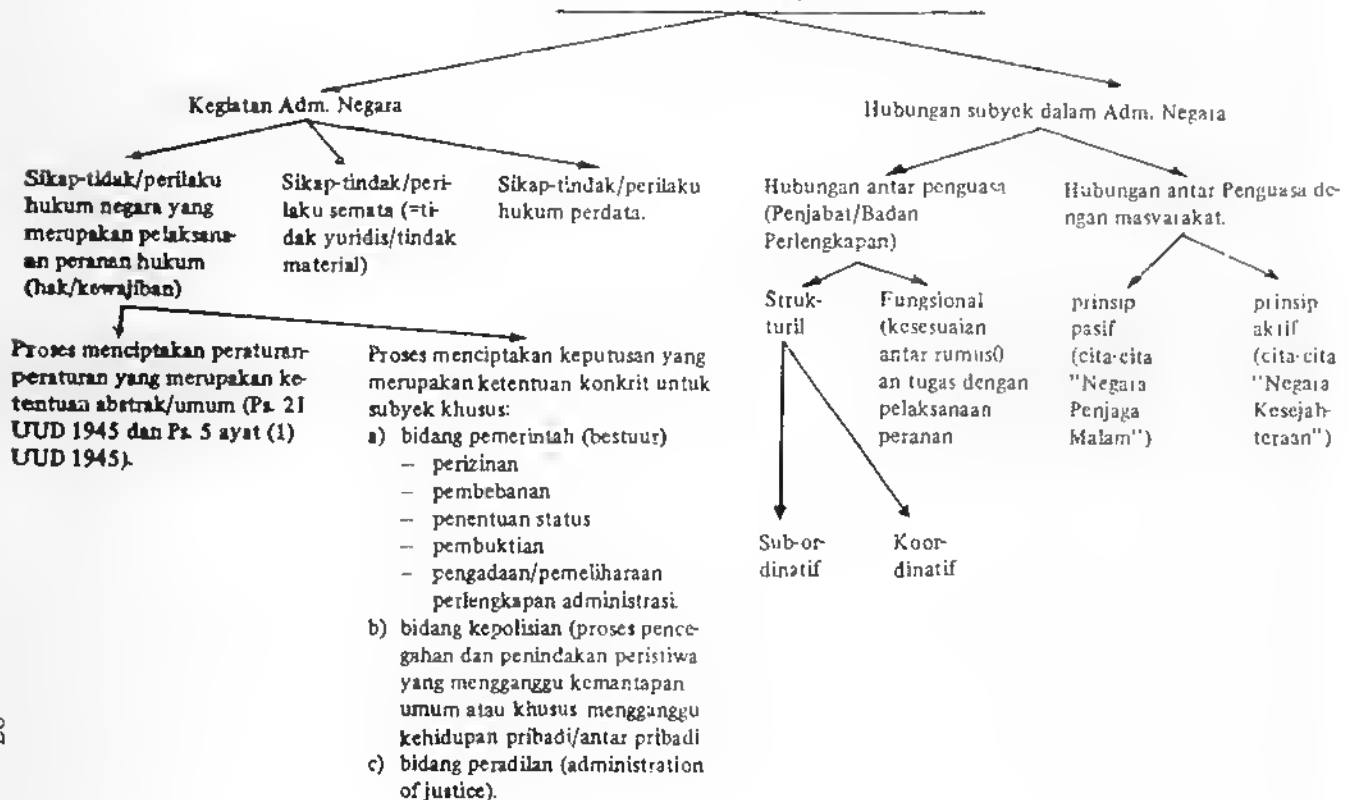 Kegiatan Adm. Negara
Hubungan subyek dalam Adm. Negara
Sikap-tidak/perilaku
hukum negara yang
merupakan pelaksana-
an peranan hukum
(hak/kewajiban)
Sikap-tindak/peri-
laku semata (=ti-
dak yuridis/tindak
material)
Sikap-tindak/perilaku
hukum perdata.
Hubungan antar penguasa
(Penjabat/Badan
Perlengkapan)
Hubungan antar Penguasa de-
ngan masyarakat.
Struk-
turil
Fungsional
(kesesuaian
antar rumus0
an tugas dengan
pelaksanaan
peranan
prinsip
pasif
(cita-cita
"Negara
Penjaga
Malam")
prinsip
aktif
(cita-cita
"Negara
Kesejah-
teraan")
Proses menciptakan peraturan-
peraturan yang merupakan ke-
tentuan abstrak/umum (Ps. 21
UUD 1945 dan Ps. 5 ayat (1)
UUD 1945).
Proses menciptakan keputusan yang
merupakan ketentuan konkrit untuk
subyek khusus:
a) bidang pemerintah (bestuur)
– perizinan
– pembebanan
– penentuan status
– pembuktian
– pengadaan/pemeliharaan
perlengkapan administrasi.
b) bidang kepolisian (proses pence-
gahan dan penindakan peristiwa
yang mengganggu kemantapan
umum atau khusus mengganggu
kehidupan pribadi/antar pribadi
c) bidang peradilan (administration
of justice).
Sub-or-
dinatif
Koor-
dinatif